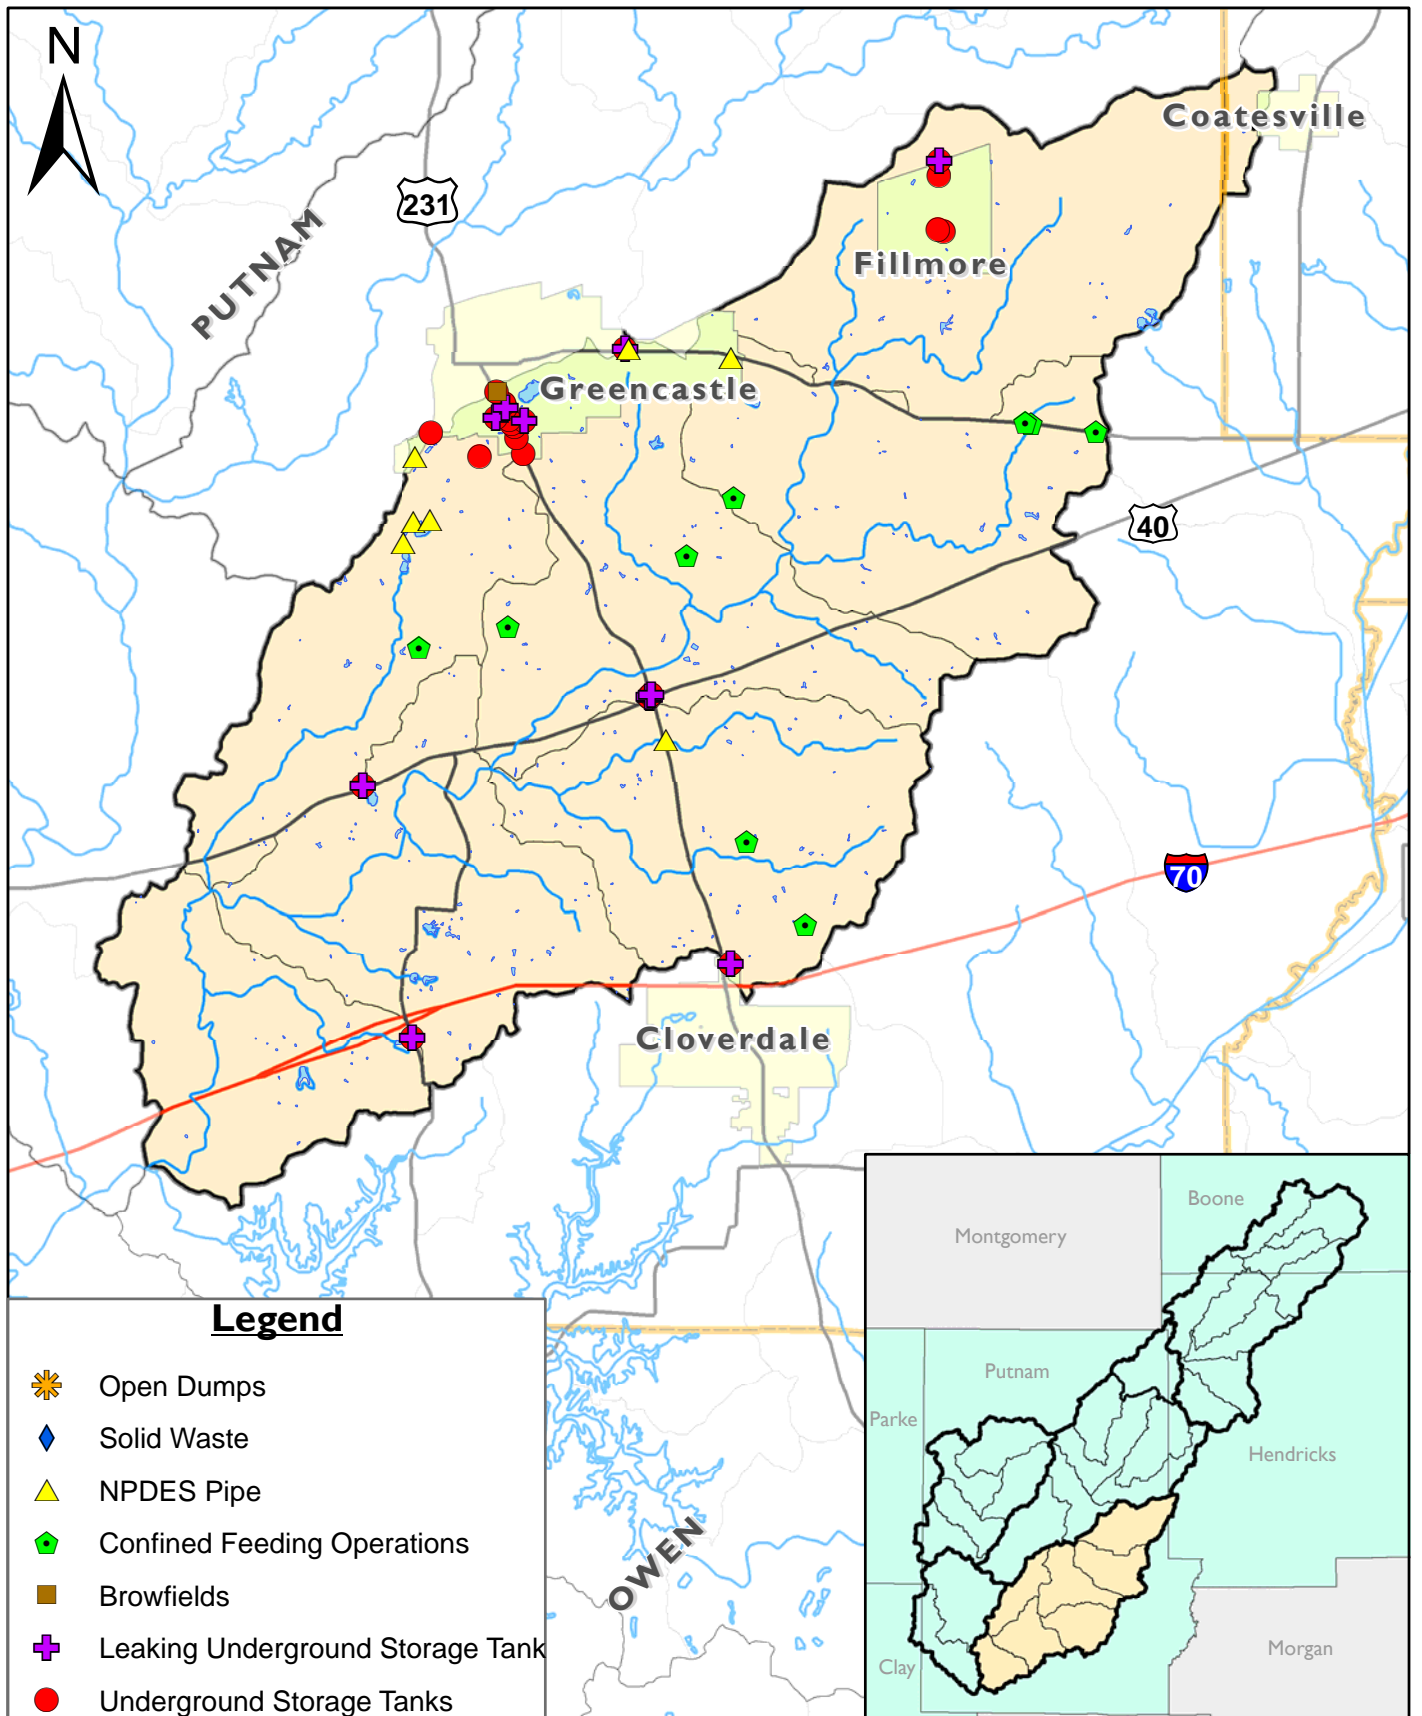 N
Coatesville
231
PUTNAM
Fillmore
Greencastle
40
70
Cloverdale
OWEN
Legend
Open Dumps
Solid Waste
NPDES Pipe
Confined Feeding Operations
Browfields
Leaking Underground Storage Tank
Underground Storage Tanks
Boone
Montgomery
Putnam
Parke
Hendricks
Clay
Morgan